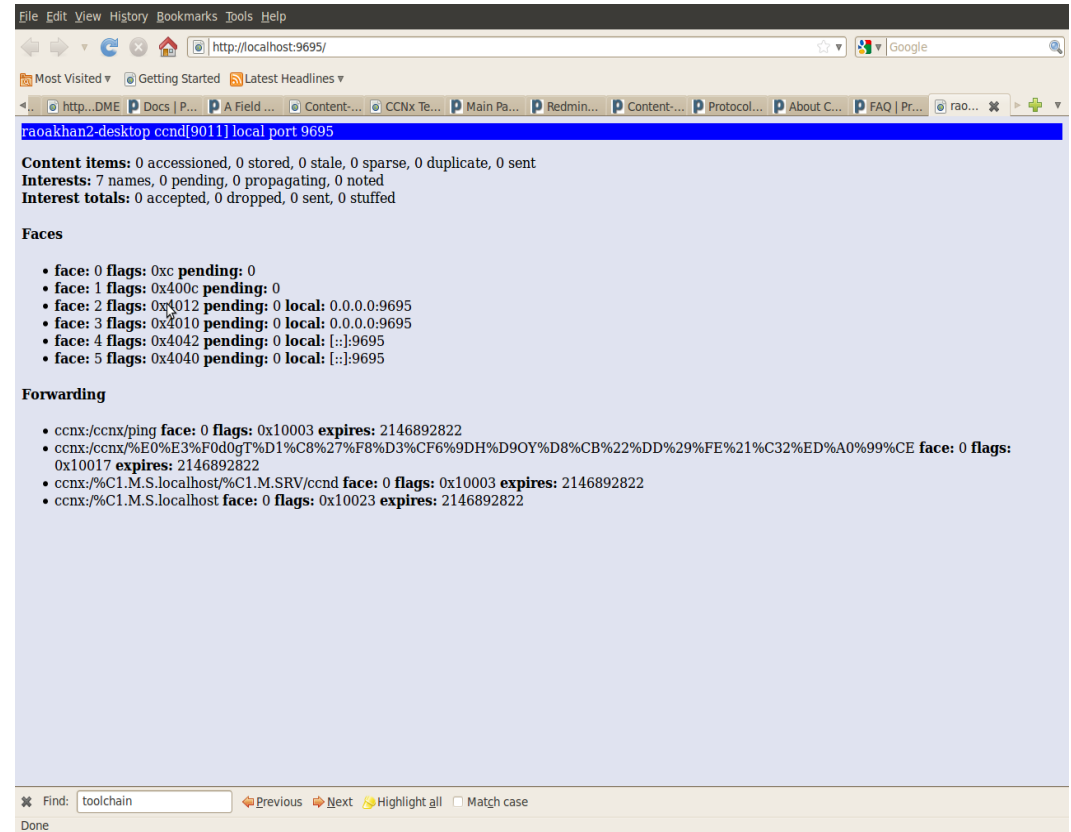 File Edit View History Bookmarks Tools Help
http://localhost:9695/
Google
Most Visited Getting Started Latest Headlines
http...DME Docs | P... A Field ... Content-... CCNx Te... Main Pa... Redmin... Content-... Protocol... About C... FAQ | Pr... rao...
raoakhan2-desktop ccnd[9011] local port 9695
Content items: 0 accessioned, 0 stored, 0 stale, 0 sparse, 0 duplicate, 0 sent
Interests: 7 names, 0 pending, 0 propagating, 0 noted
Interest totals: 0 accepted, 0 dropped, 0 sent, 0 stuffed
Faces
• face: 0 flags: 0xc pending: 0
• face: 1 flags: 0x400c pending: 0
• face: 2 flags: 0x4012 pending: 0 local: 0.0.0.0:9695
• face: 3 flags: 0x4010 pending: 0 local: 0.0.0.0:9695
• face: 4 flags: 0x4042 pending: 0 local: [::]:9695
• face: 5 flags: 0x4040 pending: 0 local: [::]:9695
Forwarding
• ccnx:/ccnx/ping face: 0 flags: 0x10003 expires: 2146892822
• ccnx:/ccnx/%E0%E3%F0d0gT%D1%C8%27%F8%D3%CF6%9DH%D9OY%D8%CB%22%DD%29%FE%21%C32%ED%A0%99%CE face: 0 flags:
0x10017 expires: 2146892822
• ccnx:/%C1.M.S.localhost/%C1.M.SRV/ccnd face: 0 flags: 0x10003 expires: 2146892822
• ccnx:/%C1.M.S.localhost face: 0 flags: 0x10023 expires: 2146892822
Find: toolchain Previous Next Highlight all Match case
Done